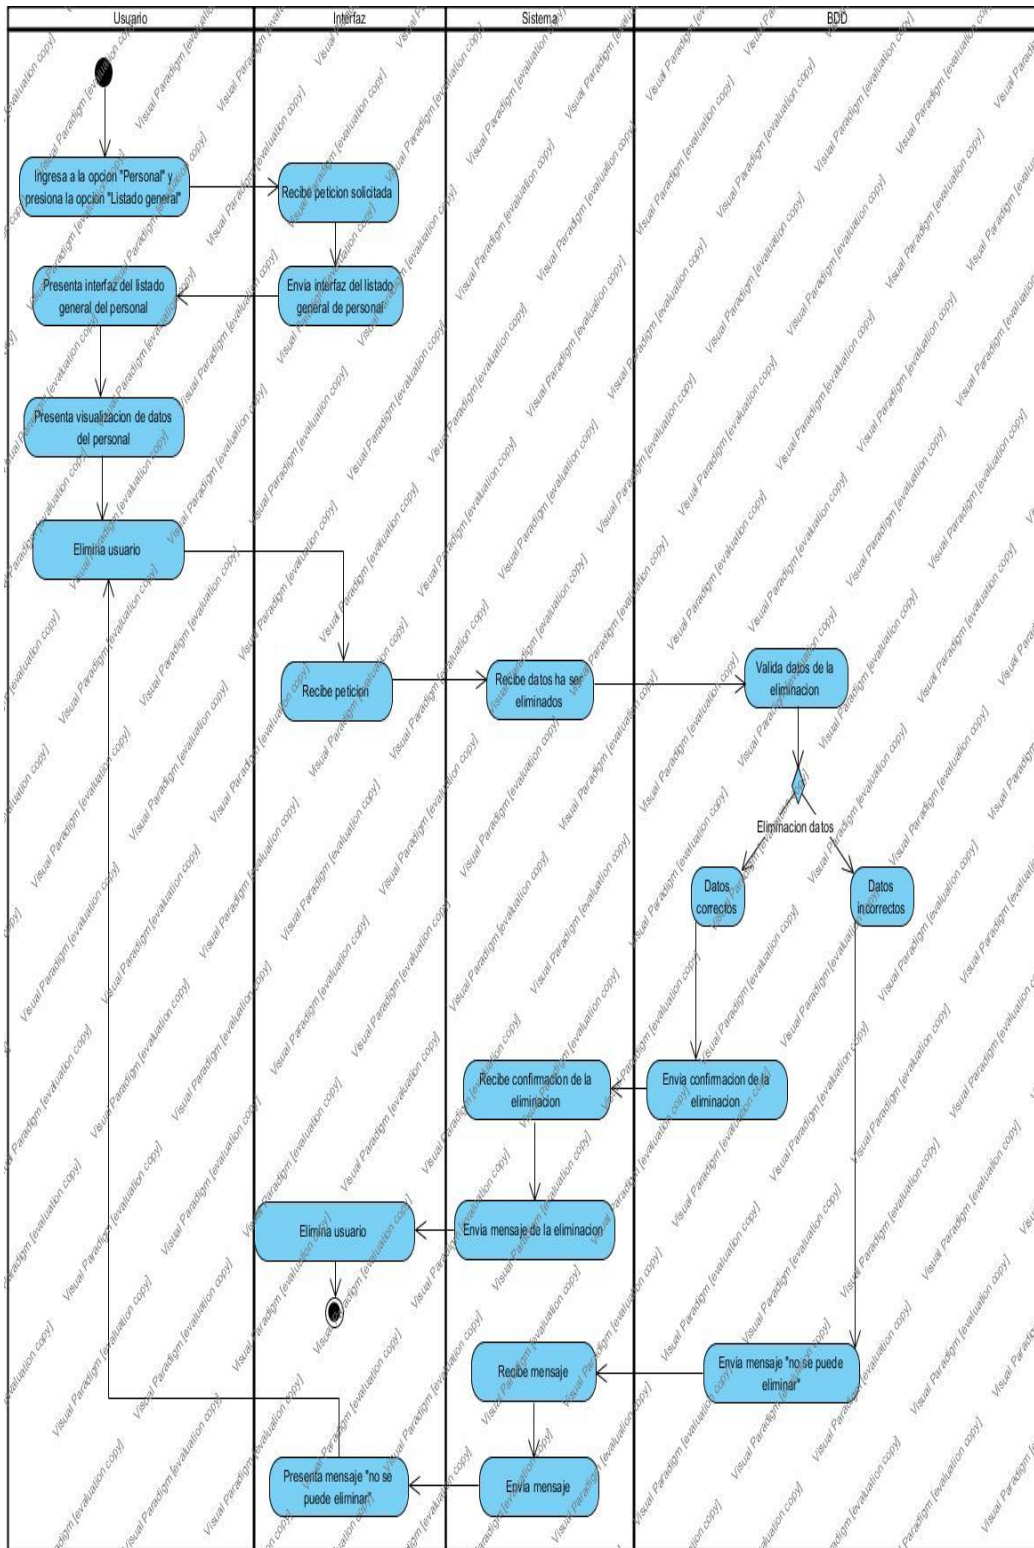 Usuario
Interfaz
Sistema
BDD
Ingresa a la opcion "Personal" y
presiona la opcion "Listado general"
Recibe peticion solicitada
Presenta interfaz del listado
general del personal
Envia interfaz del listado
general de personal
Presenta visualizacion de datos
del personal
Elimina usuario
Recibe peticion
Recibe datos ha ser
eliminados
Valida datos de la
eliminacion
Eliminacion datos
Datos
correctos
Datos
incorrectos
Recibe confirmacion de la
eliminacion
Envia confirmacion de la
eliminacion
Elimina usuario
Envia mensaje de la eliminacion
Recibe mensaje
Envia mensaje "no se puede
eliminar"
Presenta mensaje "no se
puede eliminar"
Envia mensaje
Visual Paradigm [evaluation copy]